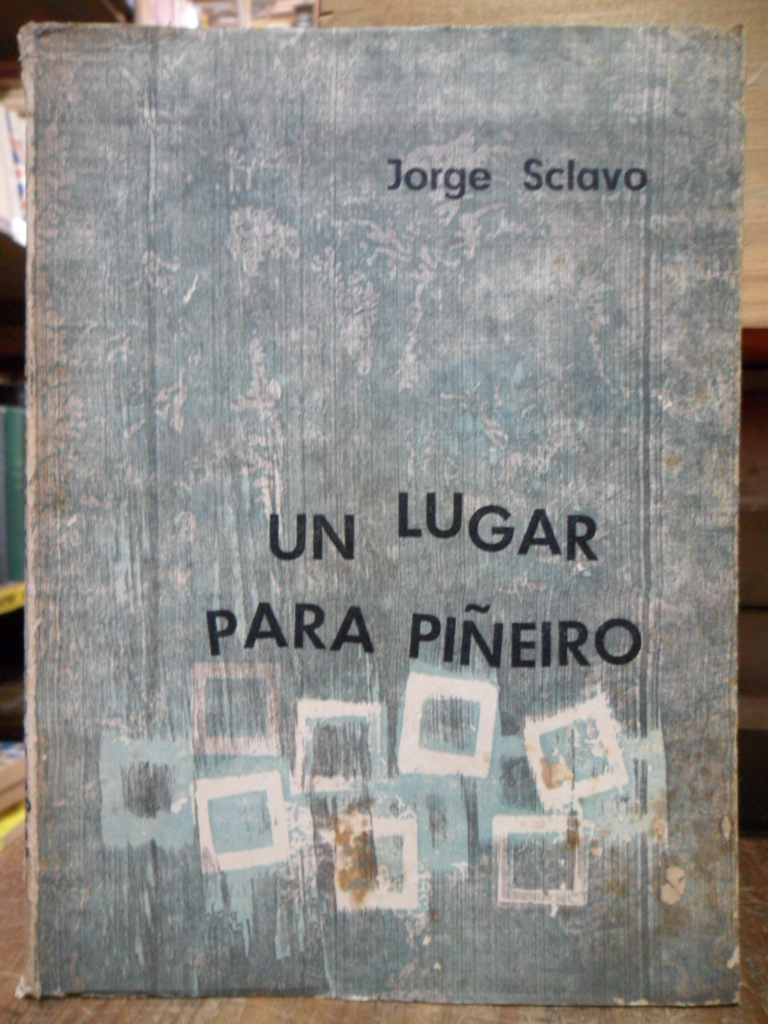 Jorge Sclavo
UN LUGAR
PARA PIÑEIRO